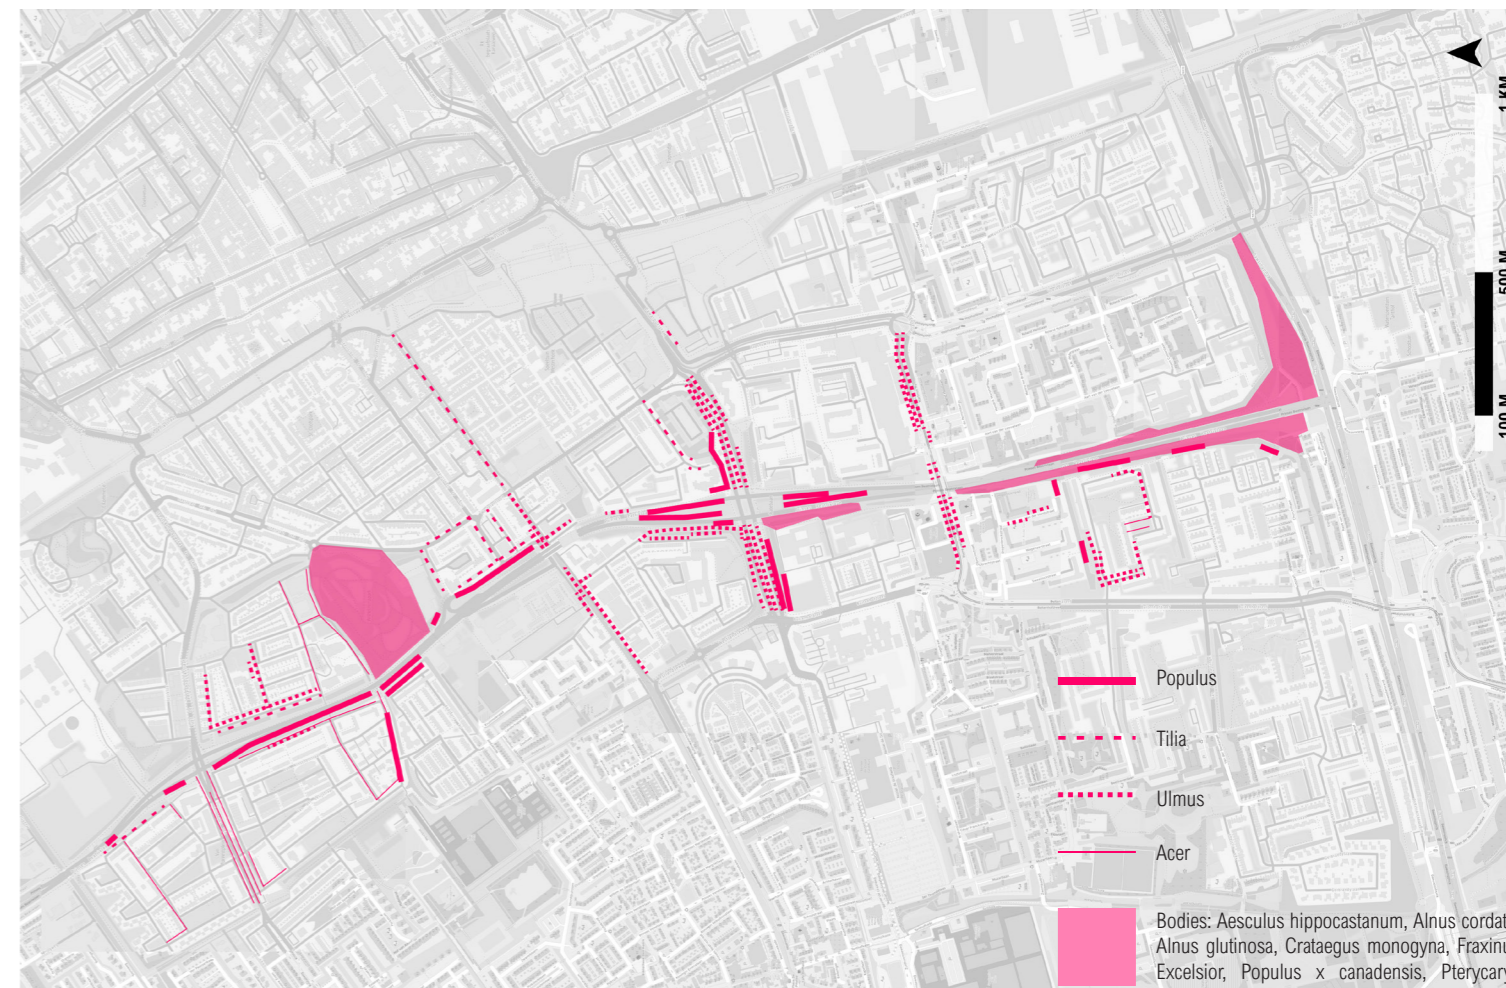 1 KM
500 M
100 M
Populus
Tilia
Ulmus
Acer
Bodies: Aesculus hippocastanum, Alnus cordat
Alnus glutinosa, Crataegus monogyna, Fraxinu
Excelsior, Populus x canadensis, Pterycary